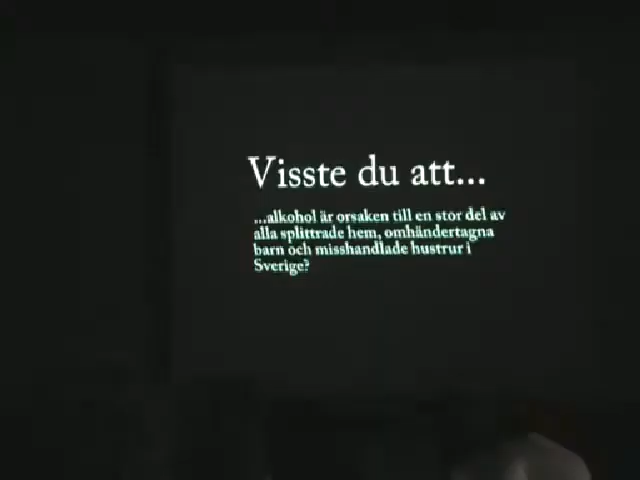 Visste du att...
...alkohol är orsaken till en stor del av
alla splittrade hem, omhändertagna
barn och misshandlade hustrur i
Sverige?